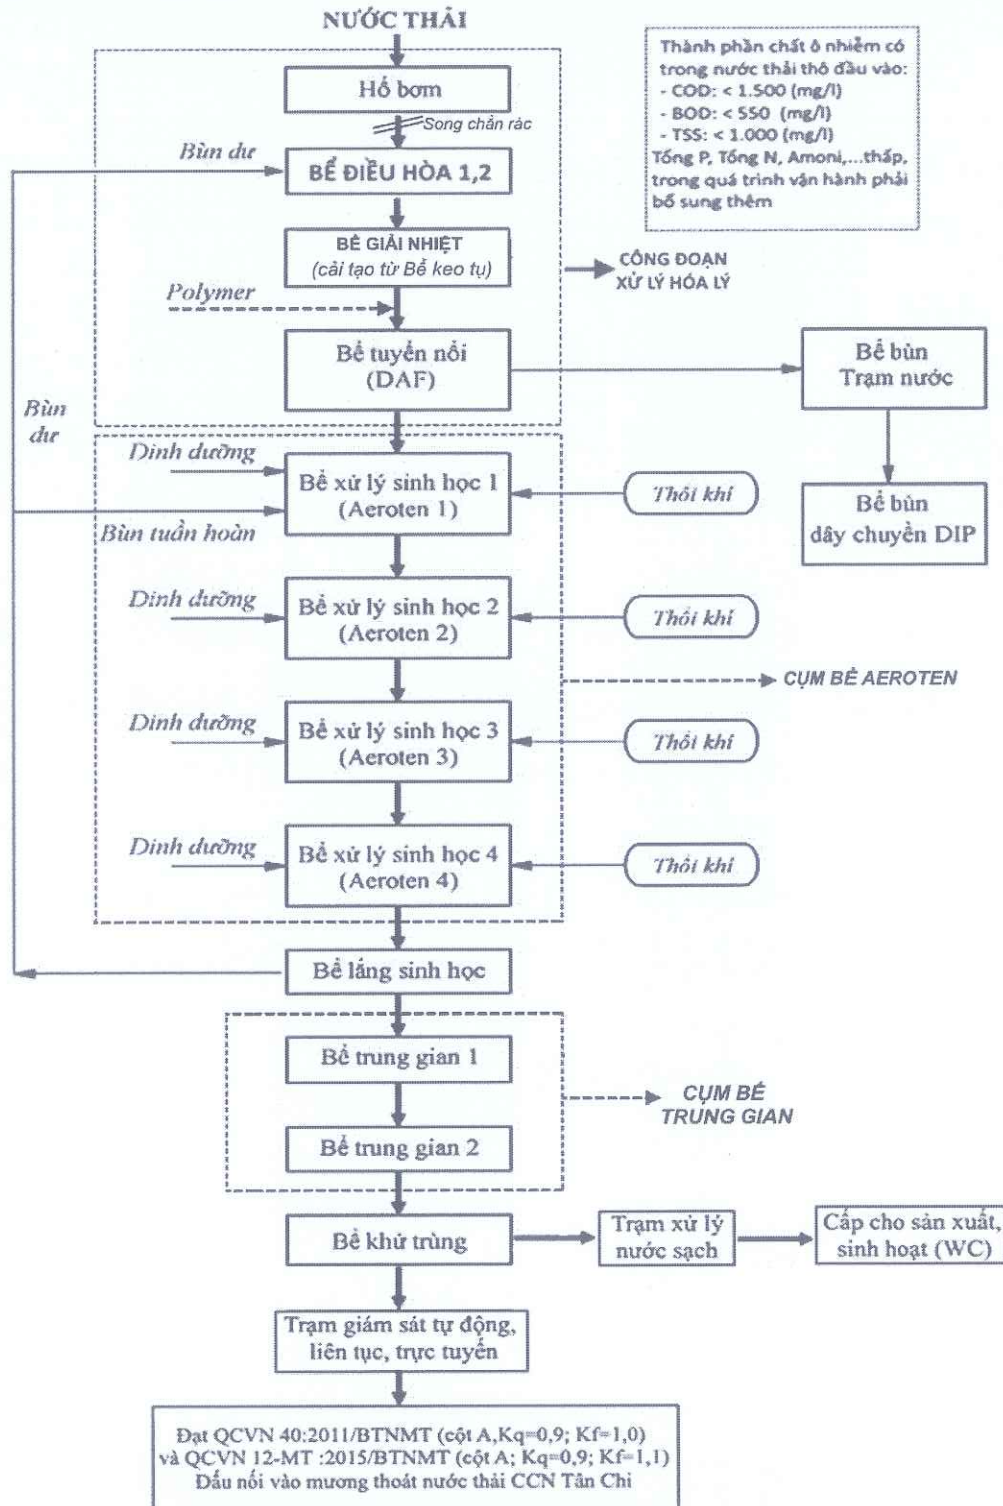 NƯỚC THẢI
Thành phần chất ô nhiễm có
trong nước thải thô đầu vào:
- COD: < 1.500 (mg/l)
- BOD: < 550 (mg/l)
- TSS: < 1.000 (mg/l)
Tổng P, Tổng N, Amoni,...thấp,
trong quá trình vận hành phải
bổ sung thêm
Hố bơm
Song chắn rác
Bùn dư
BỂ ĐIỀU HÒA 1,2
BỂ GIẢI NHIỆT
(cải tạo từ Bể keo tụ)
CÔNG ĐOẠN
XỬ LÝ HÓA LÝ
Polymer
Bể tuyển nổi
(DAF)
Bể bùn
Trạm nước
Bùn
dư
Dinh dưỡng
Bể xử lý sinh học 1
(Aeroten 1)
Thổi khí
Bể bùn
dây chuyền DIP
Bùn tuần hoàn
Dinh dưỡng
Bể xử lý sinh học 2
(Aeroten 2)
Thổi khí
CỤM BỂ AEROTEN
Dinh dưỡng
Bể xử lý sinh học 3
(Aeroten 3)
Thổi khí
Dinh dưỡng
Bể xử lý sinh học 4
(Aeroten 4)
Thổi khí
Bể lắng sinh học
Bể trung gian 1
CỤM BỂ
TRUNG GIAN
Bể trung gian 2
Bể khử trùng
Trạm xử lý
nước sạch
Cấp cho sản xuất,
sinh hoạt (WC)
Trạm giám sát tự động,
liên tục, trực tuyến
Đạt QCVN 40:2011/BTNMT (cột A,Kq=0,9; Kf=1,0)
và QCVN 12-MT :2015/BTNMT (cột A; Kq=0,9; Kf=1,1)
Đấu nối vào mương thoát nước thải CCN Tân Chi